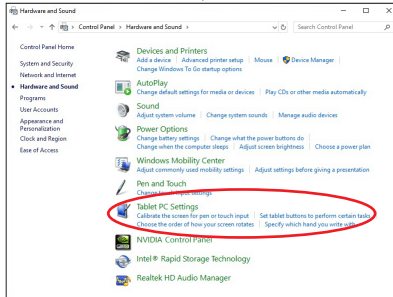 Hardware and Sound
Control Panel > Hardware and Sound >
Search Control Panel
Control Panel Home
System and Security
Network and Internet
Hardware and Sound
Programs
User Accounts
Appearance and
Personalization
Clock and Region
Ease of Access
Devices and Printers
Add a device | Advanced printer setup | Mouse | Device Manager |
Change Windows To Go startup options
AutoPlay
Change default settings for media or devices | Play CDs or other media automatically
Sound
Adjust system volume | Change system sounds | Manage audio devices
Power Options
Change battery settings | Change what the power buttons do |
Change when the computer sleeps | Adjust screen brightness | Choose a power plan
Windows Mobility Center
Adjust commonly used mobility settings | Adjust settings before giving a presentation
Pen and Touch
Change touch input settings
Tablet PC Settings
Calibrate the screen for pen or touch input | Set tablet buttons to perform certain tasks
Choose the order of how your screen rotates | Specify which hand you write with
NVIDIA Control Panel
Intel® Rapid Storage Technology
Realtek HD Audio Manager